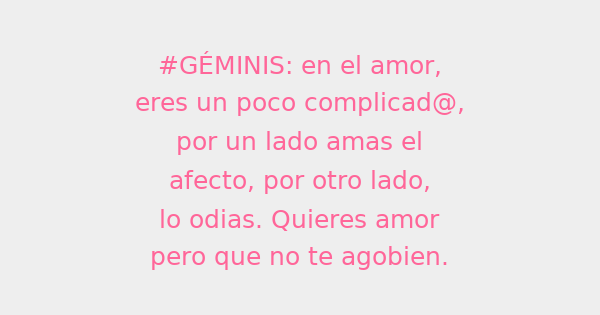 #GÉMINIS: en el amor,
eres un poco complicad@,
por un lado amas el
afecto, por otro lado,
lo odias. Quieres amor
pero que no te agobien.